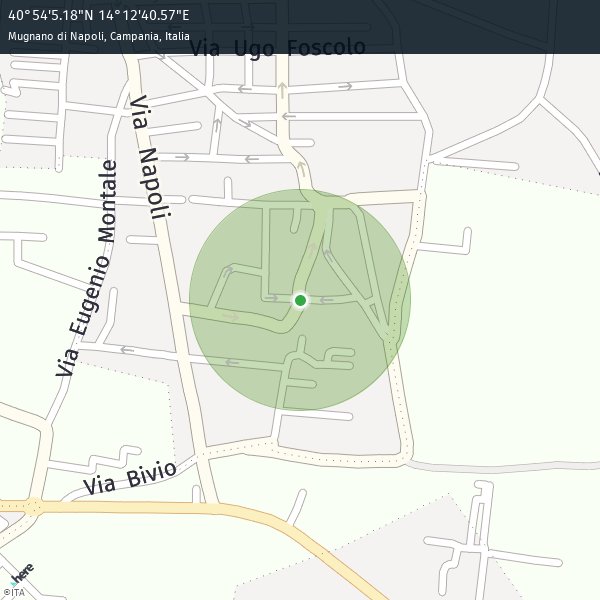 40°54'5.18"N 14°12'40.57"E
Mugnano di Napoli, Campania, Italia
Via Ugo Foscolo
Via Napoli
Via Eugenio Montale
Via Bivio
here
©ITA